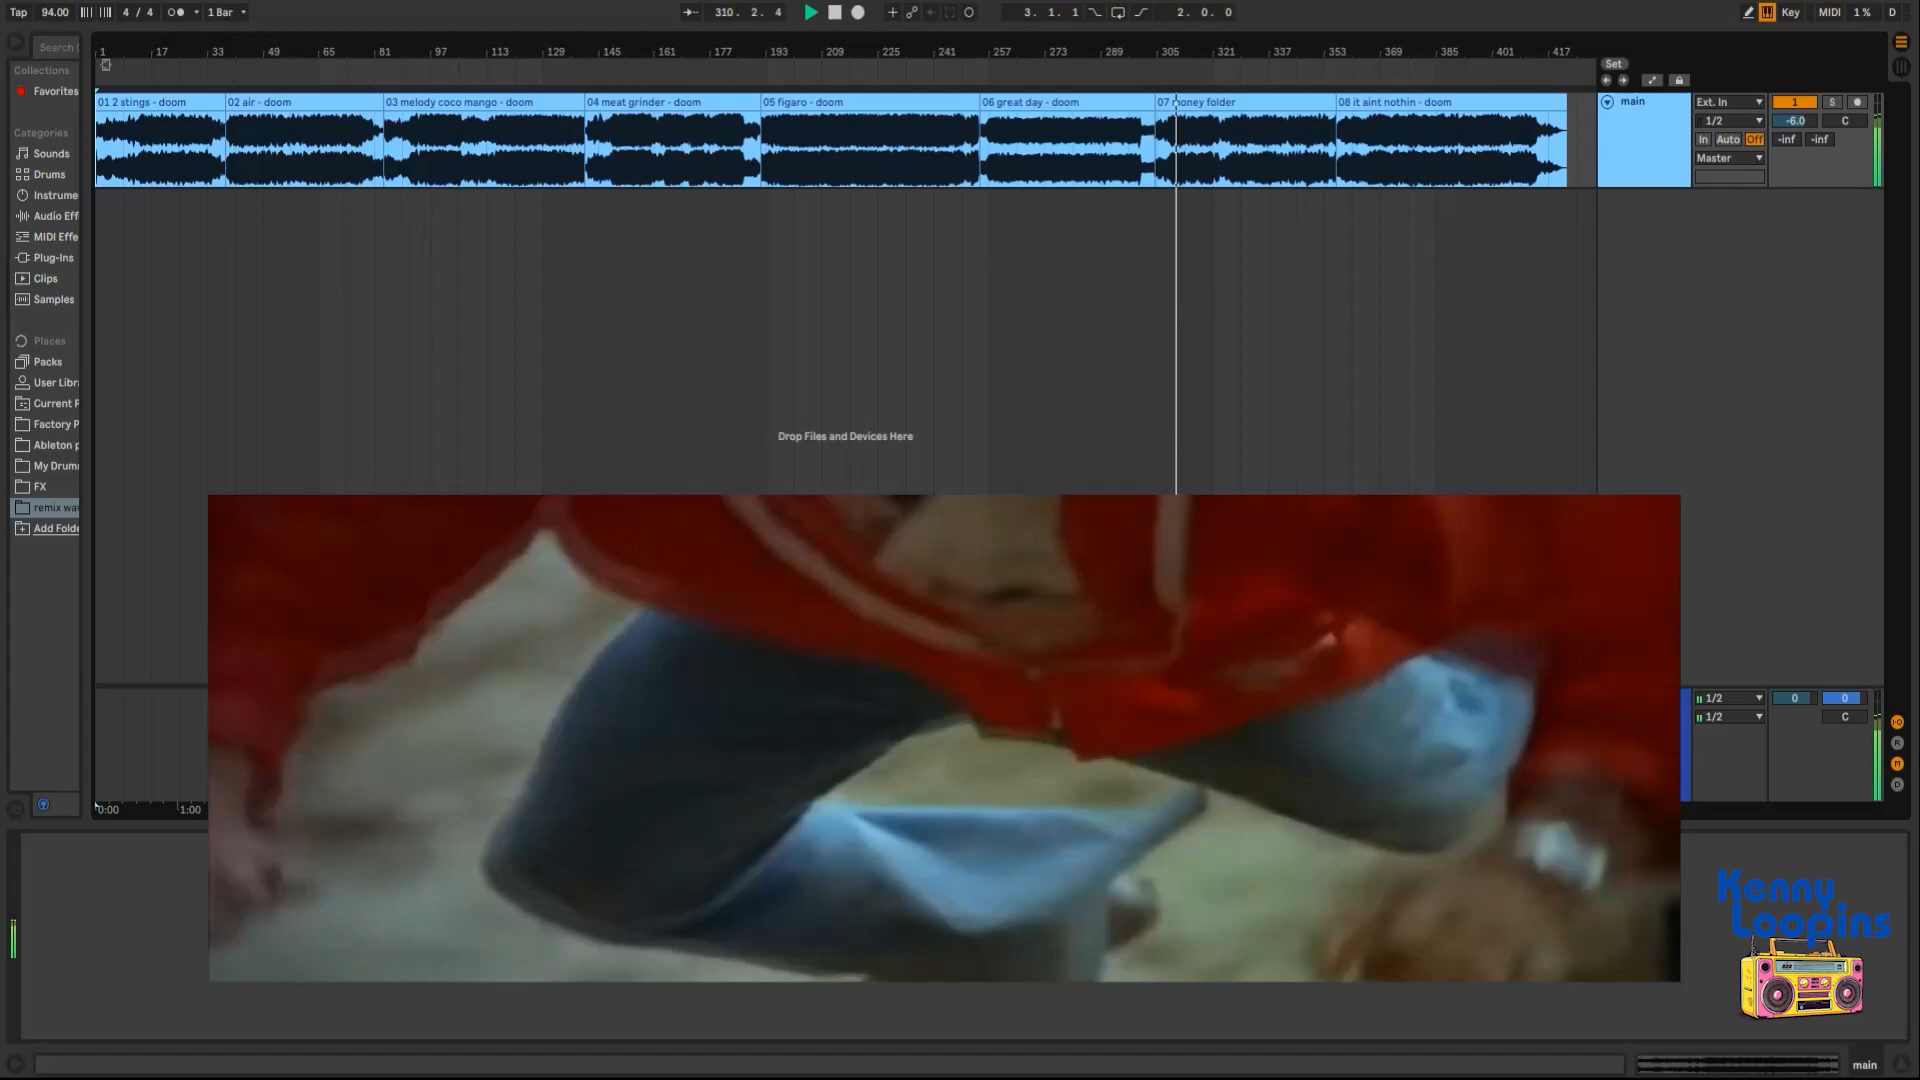 Tap 94.00 4 / 4 1 Bar 310. 2. 4 3. 1. 1 2. 0. 0 Key MIDI 1 % D
Search (
1 17 33 49 65 81 97 113 129 145 161 177 193 209 225 241 257 273 289 305 321 337 353 369 385 401 417
Set
Collections
Favorites
01 2 stings - doom 02 air - doom 03 melody coco mango - doom 04 meat grinder - doom 05 figaro - doom 06 great day - doom 07 money folder 08 it aint nothin - doom
main
Ext. In 1 S
1/2 -6.0 C
In Auto Off -inf -inf
Master
Categories
Sounds
Drums
Instrume
Audio Eff
MIDI Effe
Plug-Ins
Clips
Samples
Places
Packs
User Libra
Current P
Factory P
Ableton p
My Drums
FX
remix wav
Add Folde
Drop Files and Devices Here
1/2 0 0
1/2 C
I·O
R
M
D
0:00 1:00
Kenny
Loopins
main